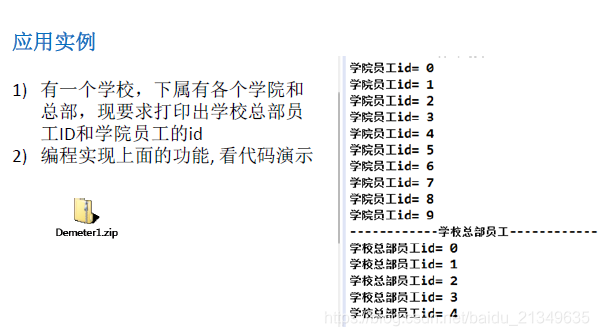 应用实例
1) 有一个学校，下属有各个学院和
总部，现要求打印出学校总部员
工ID和学院员工的id
2) 编程实现上面的功能, 看代码演示
Demeter1.zip
学院员工id= 0
学院员工id= 1
学院员工id= 2
学院员工id= 3
学院员工id= 4
学院员工id= 5
学院员工id= 6
学院员工id= 7
学院员工id= 8
学院员工id= 9
------------学校总部员工------------
学校总部员工id= 0
学校总部员工id= 1
学校总部员工id= 2
学校总部员工id= 3
学校总部员工id= 4
https://blog.csdn.net/baidu_21349635